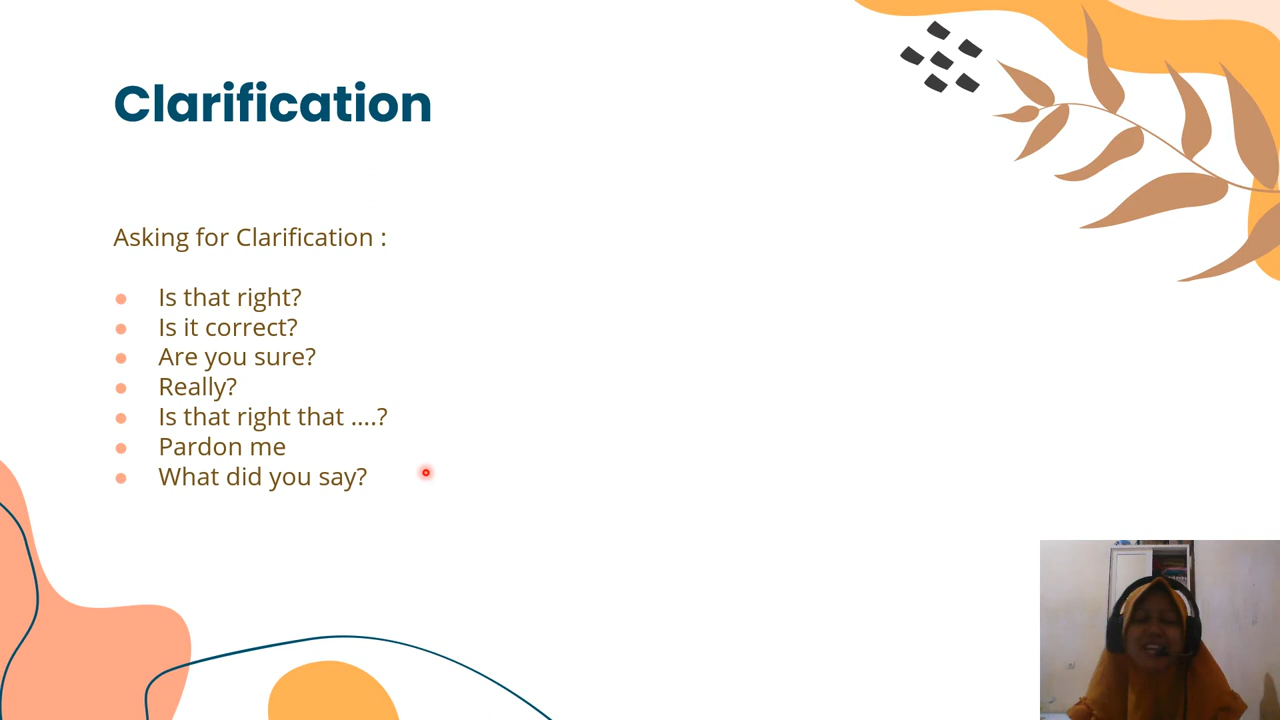 Clarification
Asking for Clarification :
Is that right?
Is it correct?
Are you sure?
Really?
Is that right that ....?
Pardon me
What did you say?